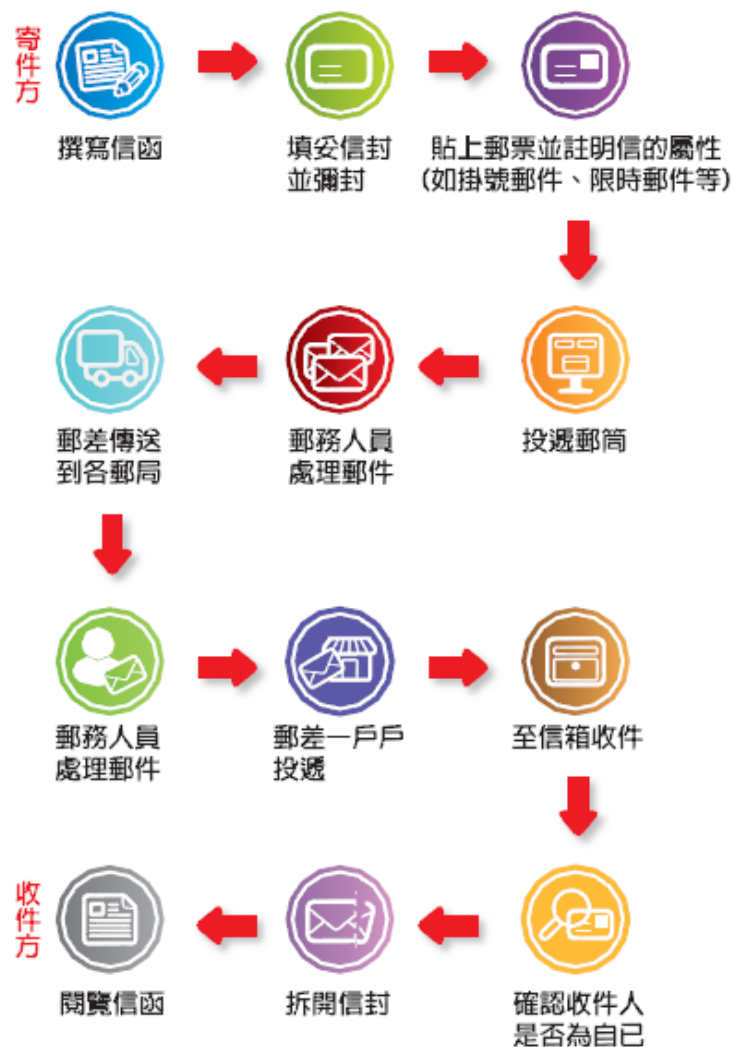 寄件方
撰寫信函
填妥信封
並彌封
貼上郵票並註明信的屬性
(如掛號郵件、限時郵件等)
投遞郵筒
郵務人員
處理郵件
郵差傳送
到各郵局
郵務人員
處理郵件
郵差一戶戶
投遞
至信箱收件
確認收件人
是否為自已
拆開信封
收件方
閱覽信函